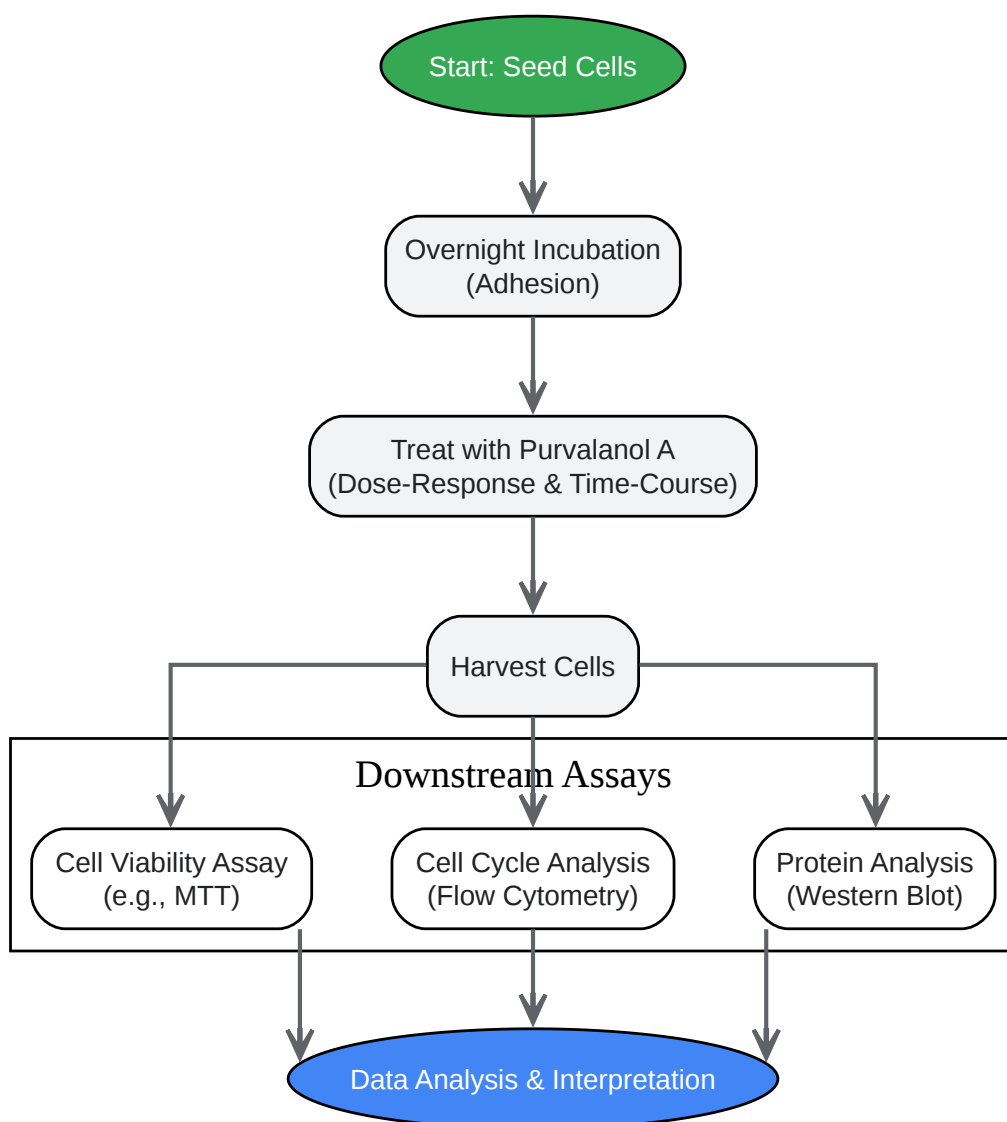 Start: Seed Cells
Overnight Incubation
(Adhesion)
Treat with Purvalanol A
(Dose-Response & Time-Course)
Harvest Cells
Downstream Assays
Cell Viability Assay
(e.g., MTT)
Cell Cycle Analysis
(Flow Cytometry)
Protein Analysis
(Western Blot)
Data Analysis & Interpretation